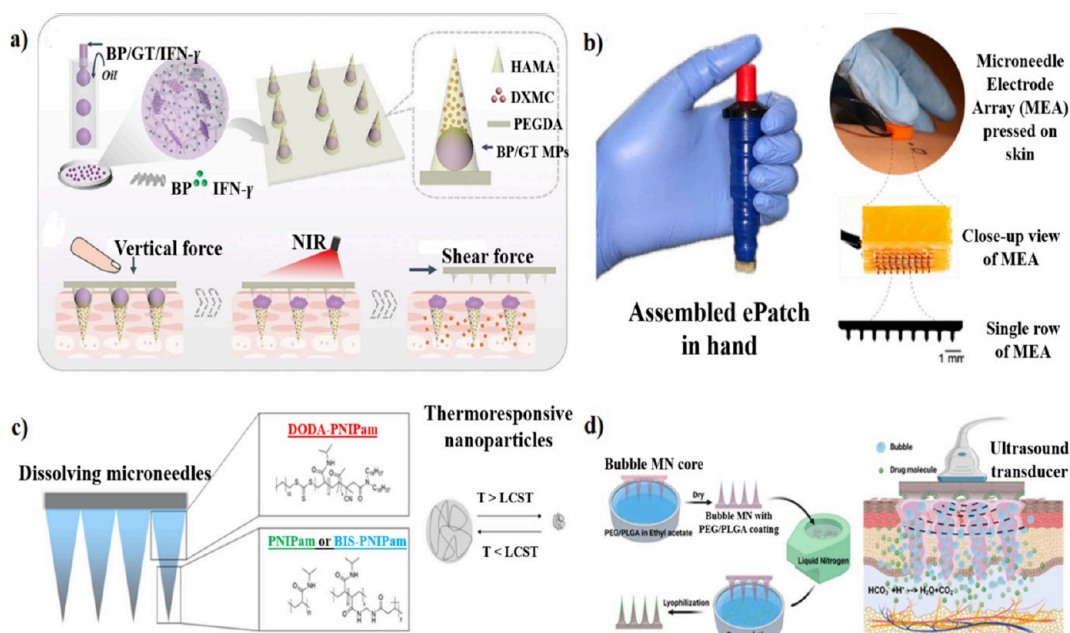 a)
BP/GT/IFN-γ
Oil
BP
IFN-γ
HAMA
DXMC
PEGDA
BP/GT MPs
Vertical force
NIR
Shear force
b)
Assembled ePatch
in hand
Microneedle
Electrode
Array (MEA)
pressed on
skin
Close-up view
of MEA
Single row
of MEA
1 mm
c)
Dissolving microneedles
DODA-PNIPam
PNIPam or BIS-PNIPam
Thermoresponsive
nanoparticles
T > LCST
T < LCST
d)
Bubble MN core
PEG/PLGA in Ethyl acetate
Dry
Bubble MN with
PEG/PLGA coating
Liquid Nitrogen
Lyophilization
Bubble
Drug molecule
Ultrasound
transducer
HCO₃⁻+H⁺→H₂O+CO₂